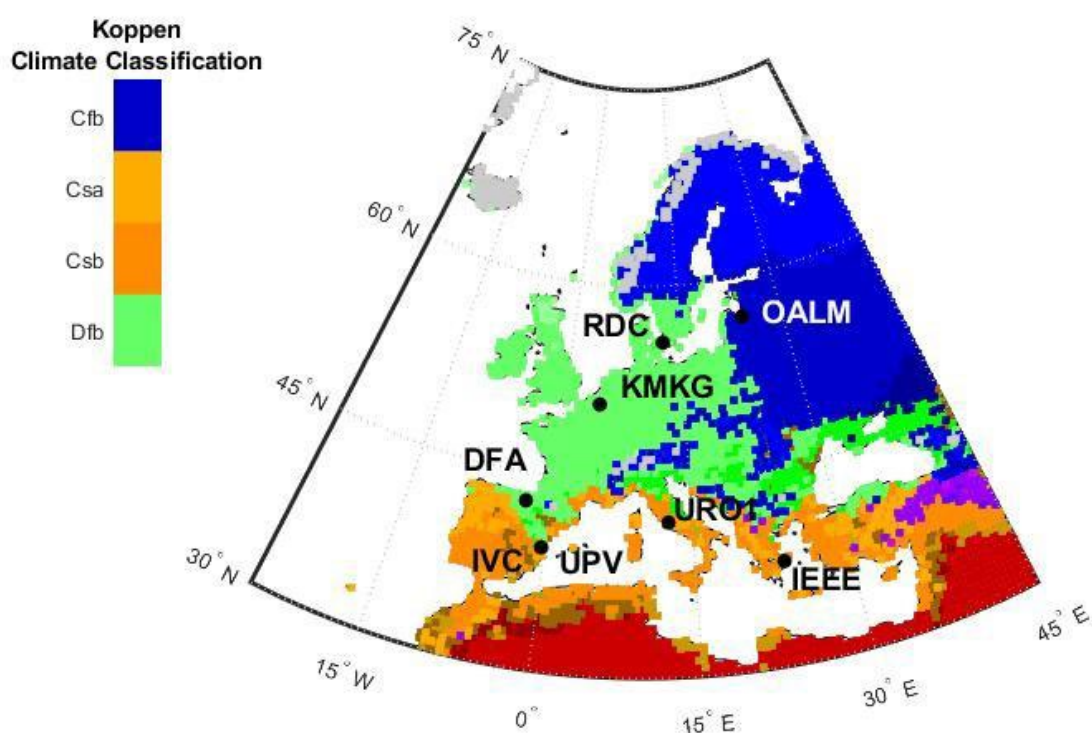 Koppen
Climate Classification
Cfb
Csa
Csb
Dfb
75° N
60° N
45° N
30° N
15° W
0°
15° E
30° E
45° E
OALM
RDC
KMKG
DFA
URO1
IVC
UPV
IEEE